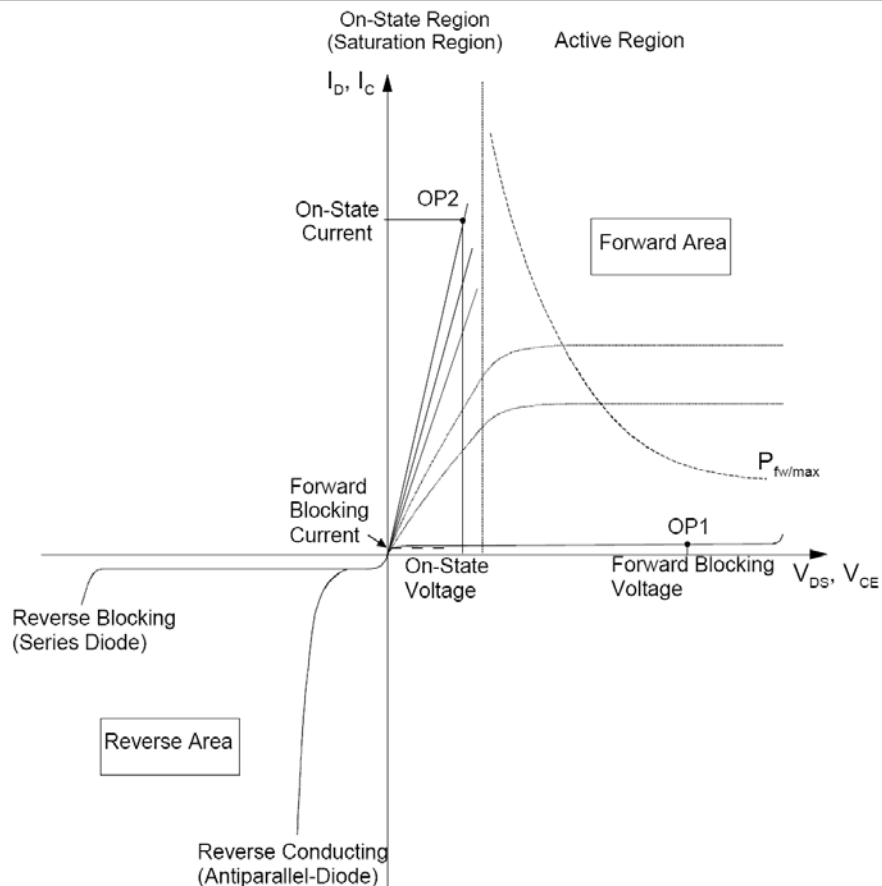 On-State Region
(Saturation Region)
Active Region
I_D, I_C
OP2
On-State
Current
Forward Area
P_fw/max
Forward
Blocking
Current
OP1
On-State
Voltage
Forward Blocking
Voltage
V_DS, V_CE
Reverse Blocking
(Series Diode)
Reverse Area
Reverse Conducting
(Antiparallel-Diode)